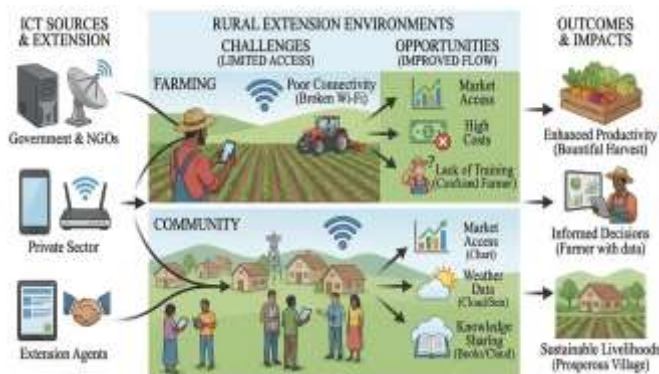 ICT SOURCES
& EXTENSION
Government & NGOs
Private Sector
Extension Agents
RURAL EXTENSION ENVIRONMENTS
CHALLENGES
(LIMITED ACCESS)
OPPORTUNITIES
(IMPROVED FLOW)
FARMING
Poor Connectivity
(Broken Wi-Fi)
Market
Access
High
Costs
?
Lack of Training
(Confused Farmer)
COMMUNITY
Market
Access
(Chart)
Weather
Data
(Cloud/Sun)
Knowledge
Sharing
(Books/Cloud)
OUTCOMES
& IMPACTS
Enhanced Productivity
(Bountiful Harvest)
Informed Decisions
(Farmer with data)
Sustainable Livelihoods
(Prosperous Village)